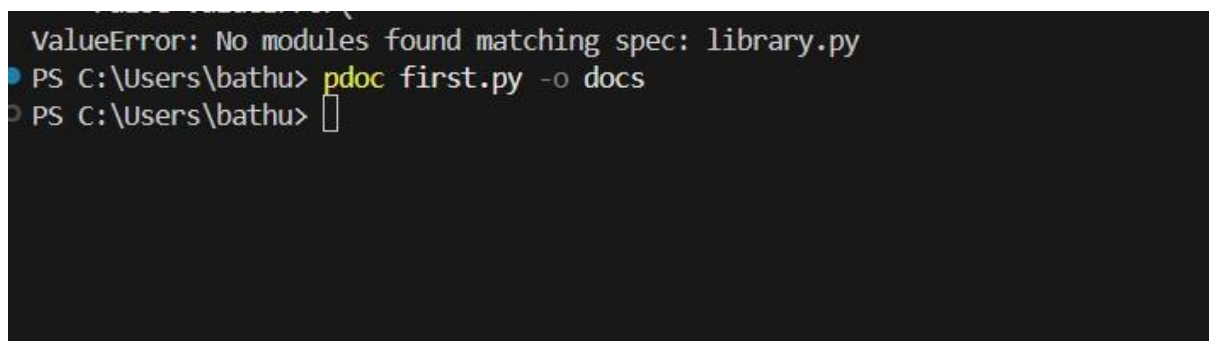 ValueError: No modules found matching spec: library.py
PS C:\Users\bathu> pdoc first.py -o docs
PS C:\Users\bathu>